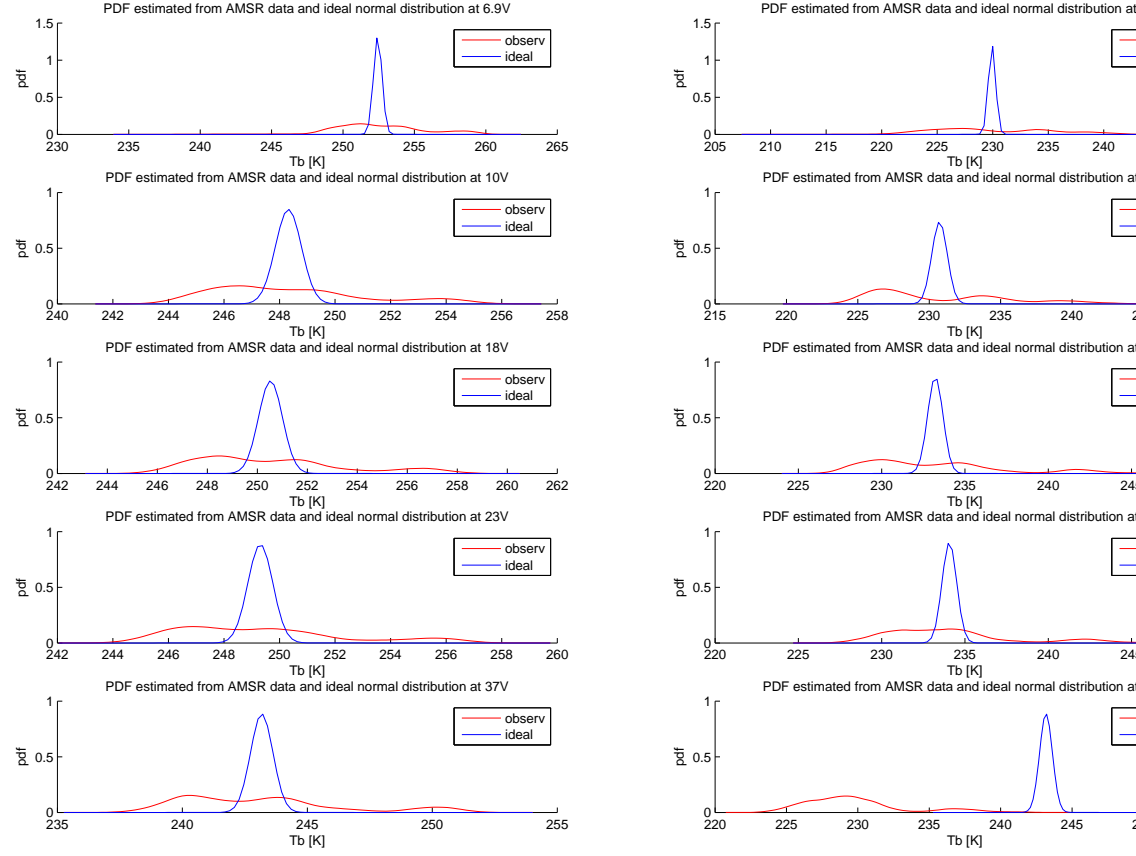 PDF estimated from AMSR data and ideal normal distribution at 6.9V
1.5
1
0.5
0
pdf
observ
ideal
230 235 240 245 250 255 260 265
Tb [K]
PDF estimated from AMSR data and ideal normal distribution at
1.5
1
0.5
0
pdf
205 210 215 220 225 230 235 240
Tb [K]
PDF estimated from AMSR data and ideal normal distribution at 10V
1
0.5
0
pdf
observ
ideal
240 242 244 246 248 250 252 254 256 258
Tb [K]
PDF estimated from AMSR data and ideal normal distribution at
1
0.5
0
pdf
215 220 225 230 235 240
Tb [K]
PDF estimated from AMSR data and ideal normal distribution at 18V
1
0.5
0
pdf
observ
ideal
242 244 246 248 250 252 254 256 258 260 262
Tb [K]
PDF estimated from AMSR data and ideal normal distribution at
1
0.5
0
pdf
220 225 230 235 240 245
Tb [K]
PDF estimated from AMSR data and ideal normal distribution at 23V
1
0.5
0
pdf
observ
ideal
242 244 246 248 250 252 254 256 258 260
Tb [K]
PDF estimated from AMSR data and ideal normal distribution at
1
0.5
0
pdf
220 225 230 235 240 245
Tb [K]
PDF estimated from AMSR data and ideal normal distribution at 37V
1
0.5
0
pdf
observ
ideal
235 240 245 250 255
Tb [K]
PDF estimated from AMSR data and ideal normal distribution at
1
0.5
0
pdf
220 225 230 235 240 245
Tb [K]